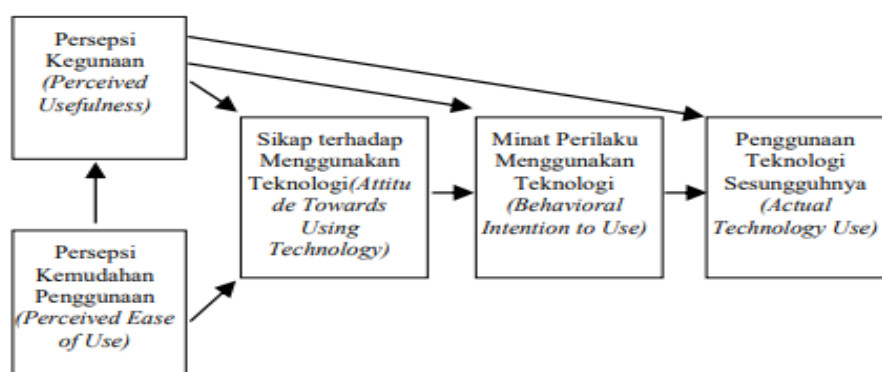 Persepsi
Kegunaan
(Perceived
Usefulness)
Sikap terhadap
Menggunakan
Teknologi(Attitu
de Towards
Using
Technology)
Minat Perilaku
Menggunakan
Teknologi
(Behavioral
Intention to Use)
Penggunaan
Teknologi
Sesungguhnya
(Actual
Technology Use)
Persepsi
Kemudahan
Penggunaan
(Perceived Ease
of Use)